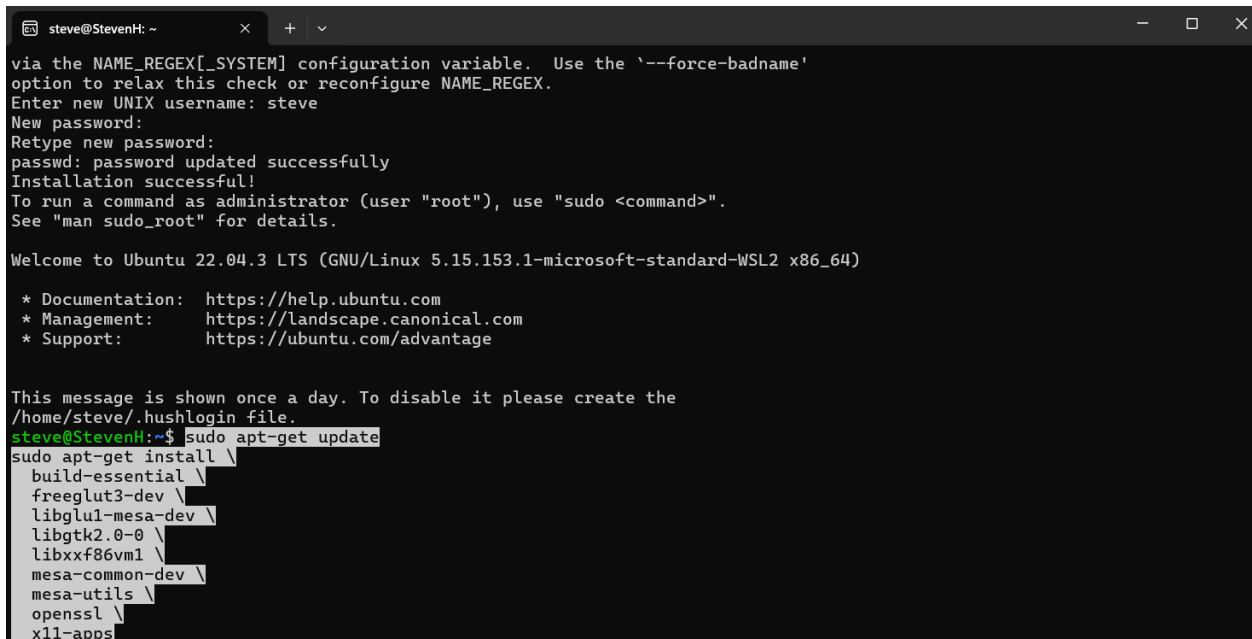 steve@StevenH: ~
via the NAME_REGEX[_SYSTEM] configuration variable.  Use the `--force-badname'
option to relax this check or reconfigure NAME_REGEX.
Enter new UNIX username: steve
New password:
Retype new password:
passwd: password updated successfully
Installation successful!
To run a command as administrator (user "root"), use "sudo <command>".
See "man sudo_root" for details.

Welcome to Ubuntu 22.04.3 LTS (GNU/Linux 5.15.153.1-microsoft-standard-WSL2 x86_64)

 * Documentation:  https://help.ubuntu.com
 * Management:     https://landscape.canonical.com
 * Support:        https://ubuntu.com/advantage


This message is shown once a day. To disable it please create the
/home/steve/.hushlogin file.
steve@StevenH:~$ sudo apt-get update
sudo apt-get install \
  build-essential \
  freeglut3-dev \
  libglu1-mesa-dev \
  libgtk2.0-0 \
  libxxf86vm1 \
  mesa-common-dev \
  mesa-utils \
  openssl \
  x11-apps